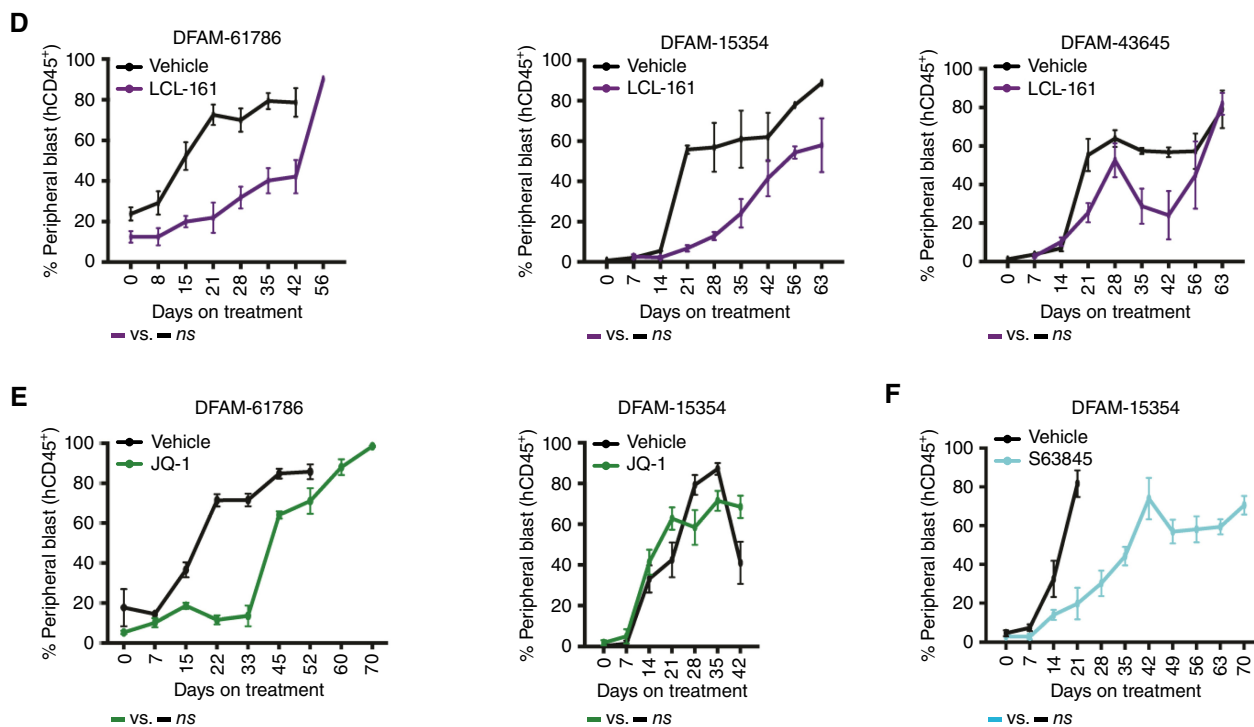 D
DFAM-61786
Vehicle
LCL-161
% Peripheral blast (hCD45+)
100
80
60
40
20
0
0 8 15 21 28 35 42 56
Days on treatment
vs. ns
DFAM-15354
Vehicle
LCL-161
% Peripheral blast (hCD45+)
100
80
60
40
20
0
0 7 14 21 28 35 42 56 63
Days on treatment
vs. ns
DFAM-43645
Vehicle
LCL-161
% Peripheral blast (hCD45+)
100
80
60
40
20
0
0 7 14 21 28 35 42 56 63
Days on treatment
vs. ns
E
DFAM-61786
Vehicle
JQ-1
% Peripheral blast (hCD45+)
100
80
60
40
20
0
0 7 15 22 33 45 52 60 70
Days on treatment
vs. ns
DFAM-15354
Vehicle
JQ-1
% Peripheral blast (hCD45+)
100
80
60
40
20
0
0 7 14 21 28 35 42
Days on treatment
vs. ns
F
DFAM-15354
Vehicle
S63845
% Peripheral blast (hCD45+)
100
80
60
40
20
0
0 7 14 21 28 35 42 49 56 63 70
Days on treatment
vs. ns